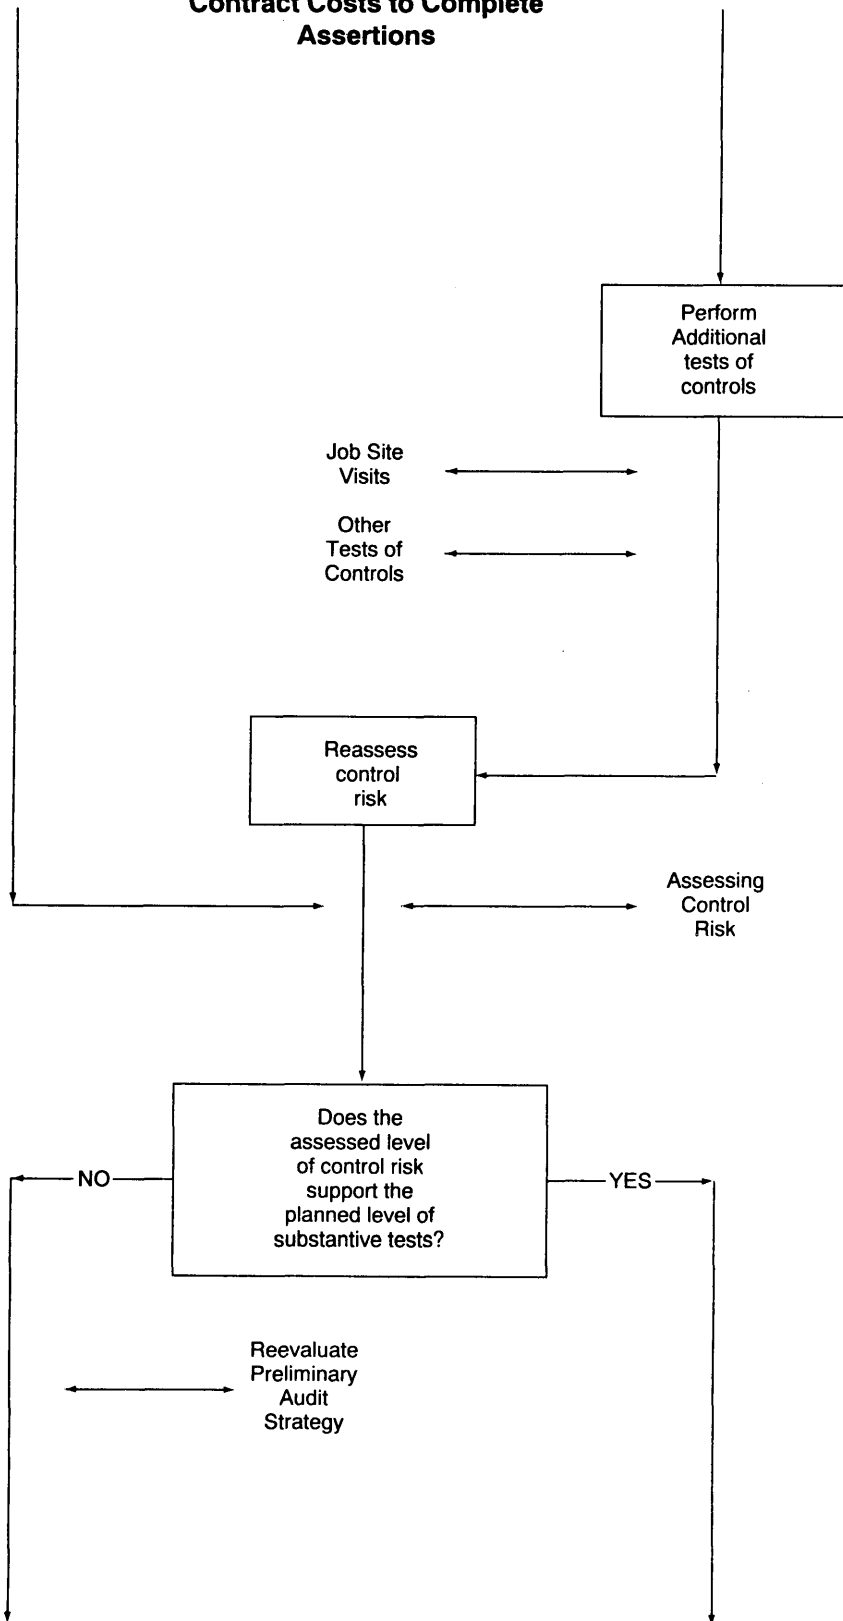 Contract Costs to Complete
Assertions
Perform
Additional
tests of
controls
Job Site
Visits
Other
Tests of
Controls
Reassess
control
risk
Assessing
Control
Risk
Does the
assessed level
of control risk
support the
planned level of
substantive tests?
NO
YES
Reevaluate
Preliminary
Audit
Strategy